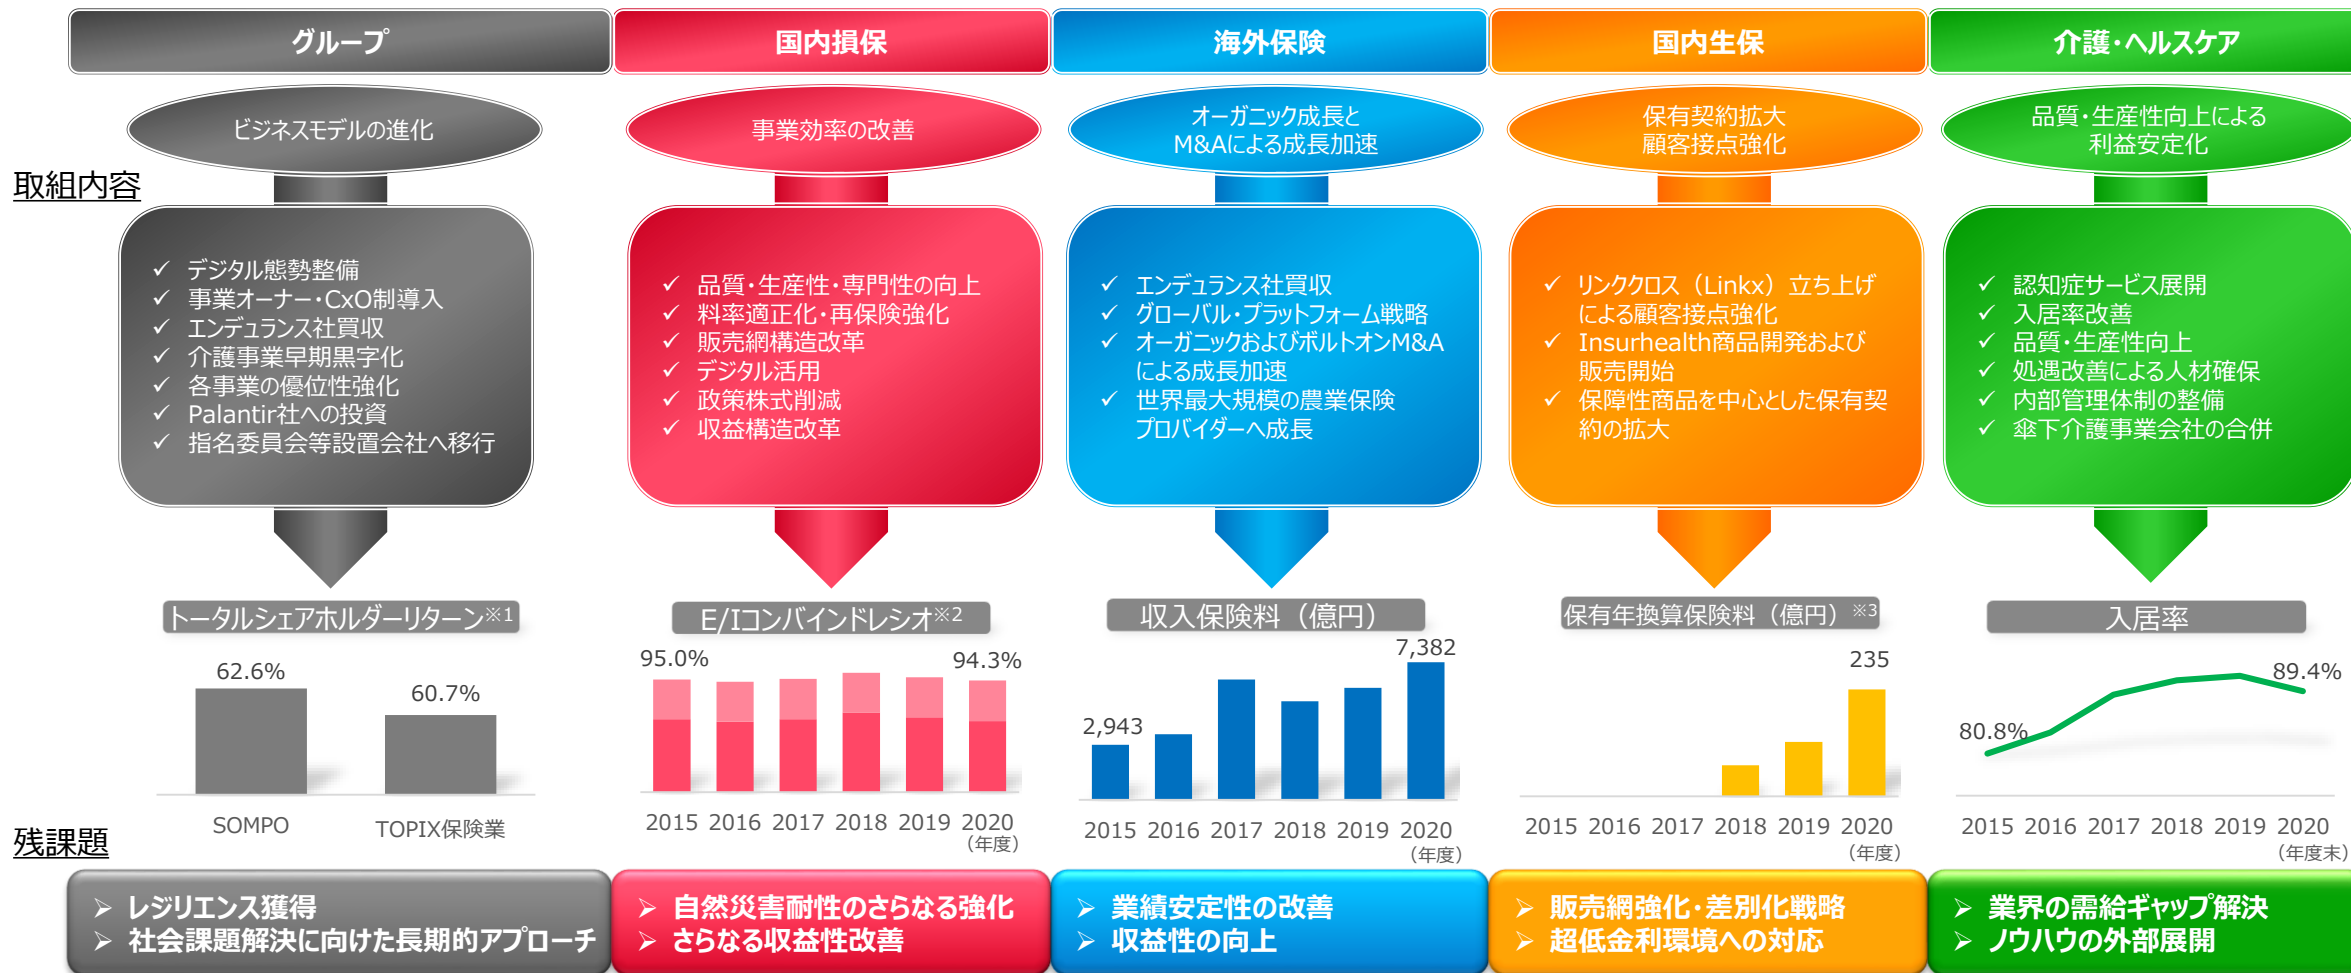 グループ
国内損保
海外保険
国内生保
介護・ヘルスケア
取組内容
ビジネスモデルの進化
事業効率の改善
オーガニック成長と
M&Aによる成長加速
保有契約拡大
顧客接点強化
品質・生産性向上による
利益安定化
✓ デジタル態勢整備
✓ 事業オーナー・CxO制導入
✓ エンデュランス社買収
✓ 介護事業早期黒字化
✓ 各事業の優位性強化
✓ Palantir社への投資
✓ 指名委員会等設置会社へ移行
✓ 品質・生産性・専門性の向上
✓ 料率適正化・再保険強化
✓ 販売網構造改革
✓ デジタル活用
✓ 政策株式削減
✓ 収益構造改革
✓ エンデュランス社買収
✓ グローバル・プラットフォーム戦略
✓ オーガニックおよびボルトオンM&A
による成長加速
✓ 世界最大規模の農業保険
プロバイダーへ成長
✓ リンククロス（Linkx）立ち上げ
による顧客接点強化
✓ Insurhealth商品開発および
販売開始
✓ 保障性商品を中心とした保有契
約の拡大
✓ 認知症サービス展開
✓ 入居率改善
✓ 品質・生産性向上
✓ 処遇改善による人材確保
✓ 内部管理体制の整備
✓ 傘下介護事業会社の合併
トータルシェアホルダーリターン※1
62.6%
60.7%
SOMPO
TOPIX保険業
E/Iコンバインドレシオ※2
95.0%
94.3%
2015 2016 2017 2018 2019 2020
（年度）
収入保険料（億円）
2,943
7,382
2015 2016 2017 2018 2019 2020
（年度）
保有年換算保険料（億円）※3
235
2015 2016 2017 2018 2019 2020
（年度）
入居率
80.8%
89.4%
2015 2016 2017 2018 2019 2020
（年度末）
残課題
➢ レジリエンス獲得
➢ 社会課題解決に向けた長期的アプローチ
➢ 自然災害耐性のさらなる強化
➢ さらなる収益性改善
➢ 業績安定性の改善
➢ 収益性の向上
➢ 販売網強化・差別化戦略
➢ 超低金利環境への対応
➢ 業界の需給ギャップ解決
➢ ノウハウの外部展開